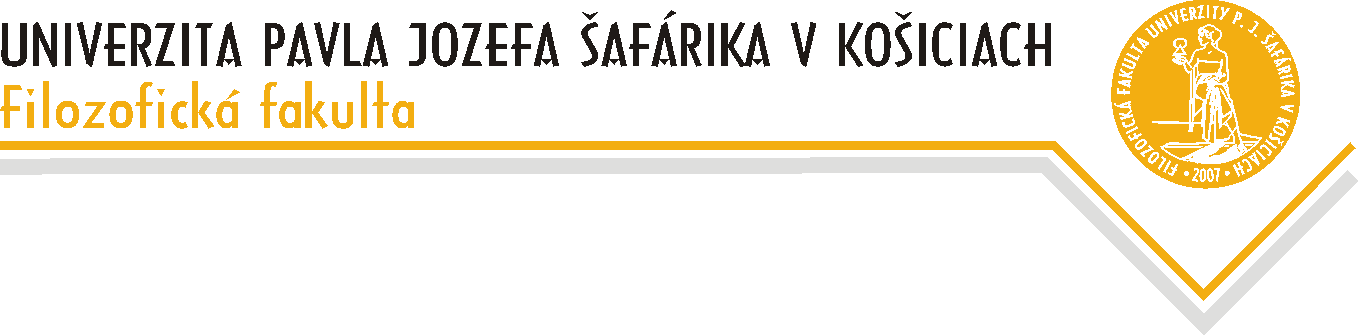 UNIVERZITA PAVLA JOZEFA ŠAFÁRIKA V KOŠICIACH
Filozofická fakulta
FILOZOFICKÁ FAKULTA UNIVERZITY P. J. ŠAFÁRIKA V KOŠICIACH
• 2007 •